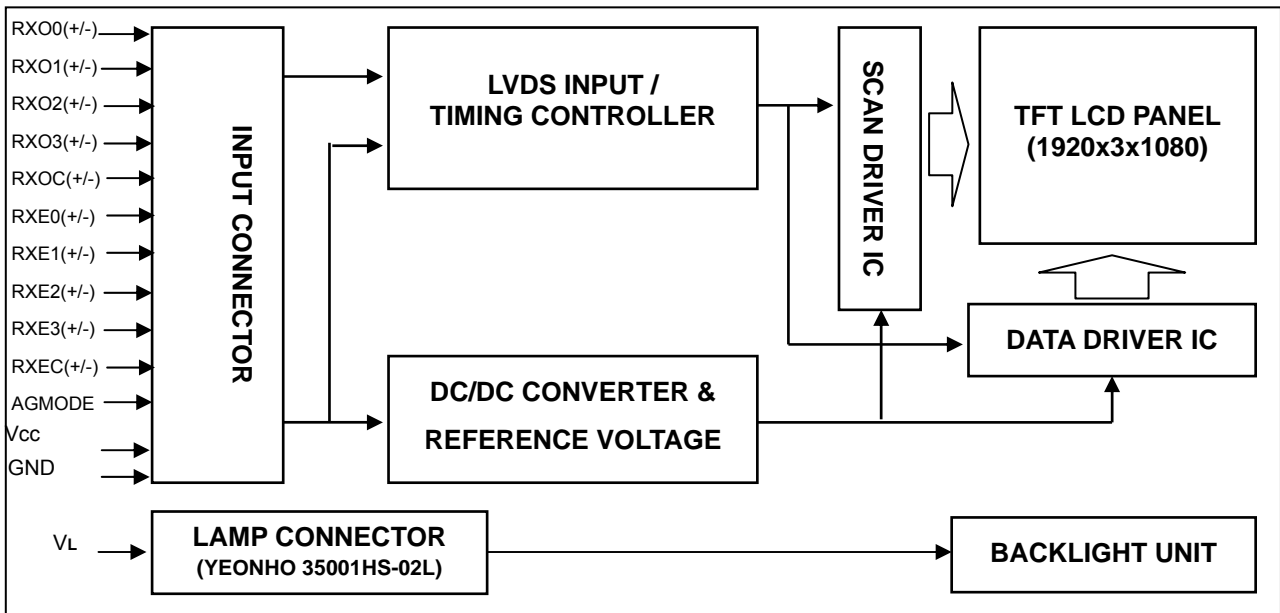 RXO0(+/-)
RXO1(+/-)
RXO2(+/-)
RXO3(+/-)
RXOC(+/-)
RXE0(+/-)
RXE1(+/-)
RXE2(+/-)
RXE3(+/-)
RXEC(+/-)
AGMODE
Vcc
GND
INPUT CONNECTOR
LVDS INPUT /
TIMING CONTROLLER
SCAN DRIVER IC
TFT LCD PANEL
(1920x3x1080)
DATA DRIVER IC
DC/DC CONVERTER &
REFERENCE VOLTAGE
VL
LAMP CONNECTOR
(YEONHO 35001HS-02L)
BACKLIGHT UNIT